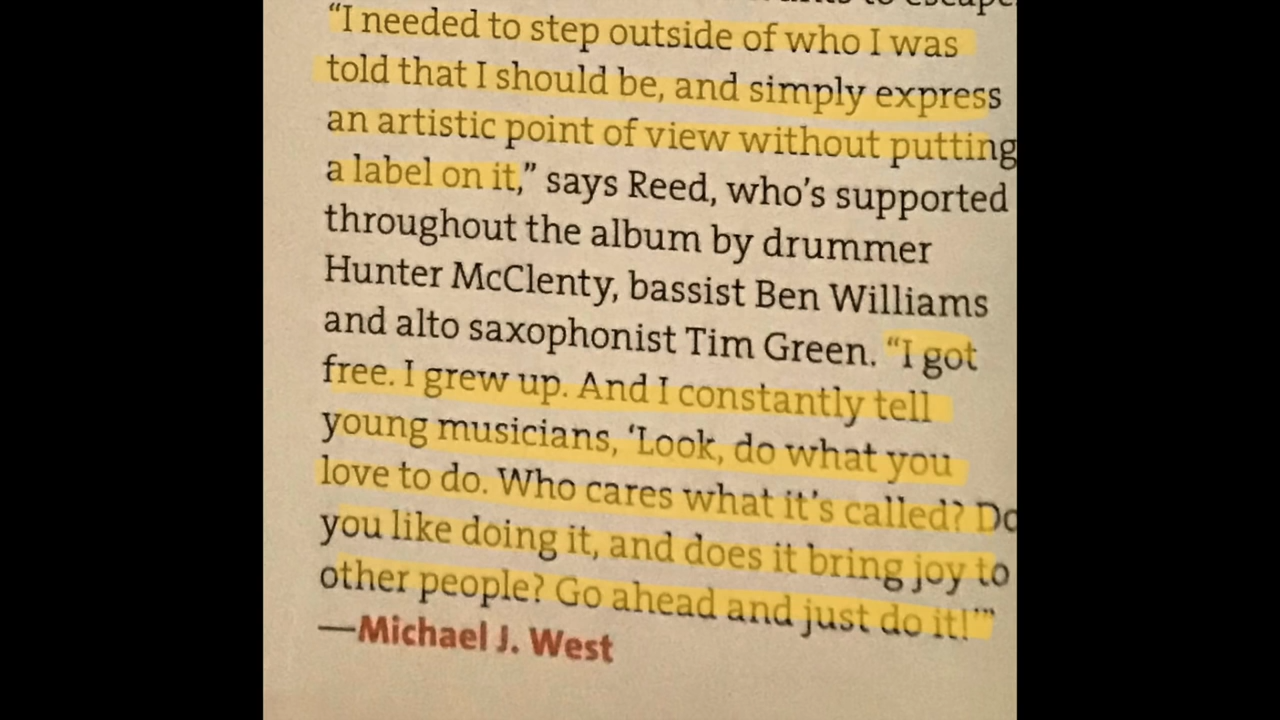 to escape
“I needed to step outside of who I was
told that I should be, and simply express
an artistic point of view without putting
a label on it,” says Reed, who’s supported
throughout the album by drummer
Hunter McClenty, bassist Ben Williams
and alto saxophonist Tim Green. “I got
free. I grew up. And I constantly tell
young musicians, ‘Look, do what you
love to do. Who cares what it’s called? Do
you like doing it, and does it bring joy to
other people? Go ahead and just do it!’”
—Michael J. West